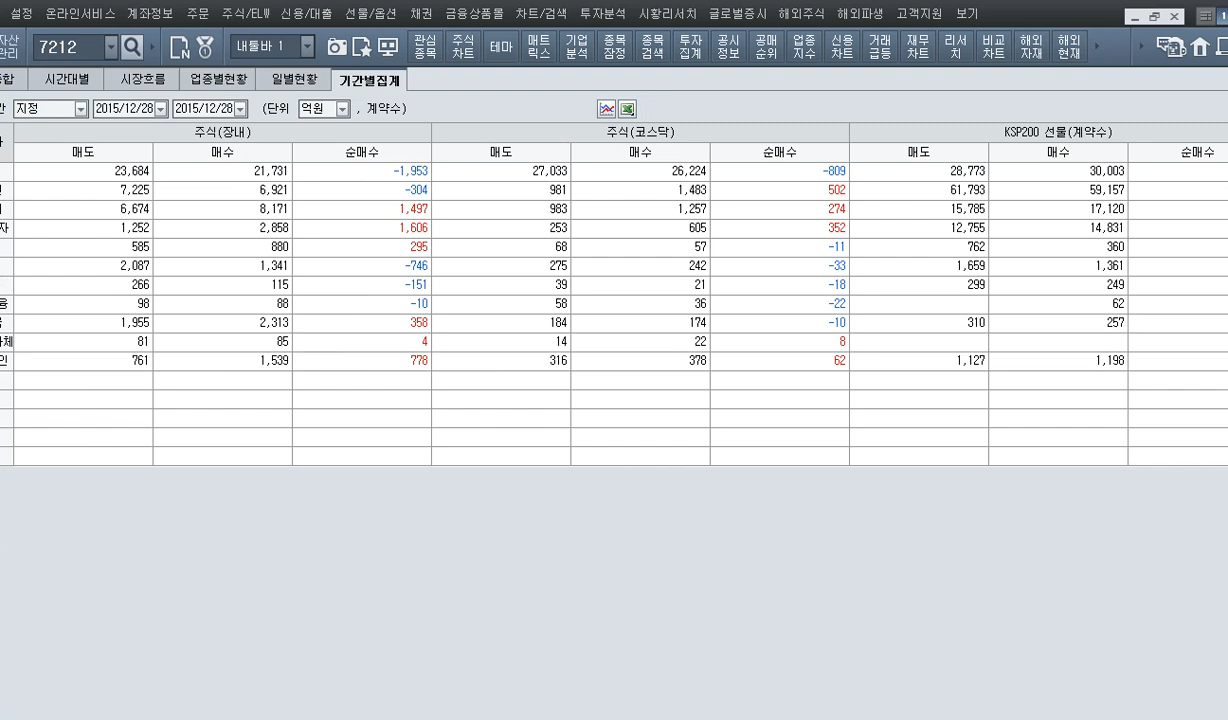 설정 온라인서비스 계좌정보 주문 주식/ELW 신용/대출 선물/옵션 채권 금융상품몰 차트/검색 투자분석 시황리서치 글로벌증시 해외주식 해외파생 고객지원 보기
자산 관리 7212 내툴바 1 관심 종목 주식 차트 테마 매트 릭스 기업 분석 종목 잠정 종목 검색 투자 집계 공시 정보 공매 순위 업종 지수 신용 차트 거래 급등 재무 차트 리서 치 비교 차트 해외 자재 해외 현재
종합 시간대별 시장흐름 업종별현황 일별현황 기간별집계
간 지정 2015/12/28 2015/12/28 (단위 억원 , 계약수)
주식(장내) 주식(코스닥) KSP200 선물(계약수)
매도 매수 순매수 매도 매수 순매수 매도 매수 순매수
23,684 21,731 -1,953 27,033 26,224 -809 28,773 30,003
7,225 6,921 -304 981 1,483 502 61,793 59,157
6,674 8,171 1,497 983 1,257 274 15,785 17,120
자 1,252 2,858 1,606 253 605 352 12,755 14,831
585 880 295 68 57 -11 762 360
2,087 1,341 -746 275 242 -33 1,659 1,361
266 115 -151 39 21 -18 299 249
융 98 88 -10 58 36 -22 62
1,955 2,313 358 184 174 -10 310 257
체 81 85 4 14 22 8
인 761 1,539 778 316 378 62 1,127 1,198